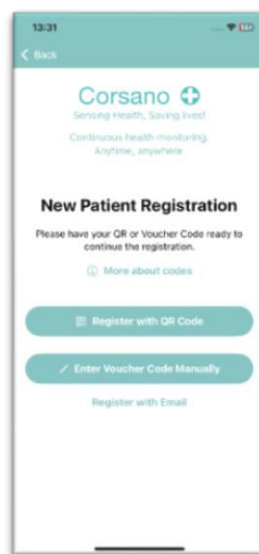 13:31
Back
Corsano
Sensing Health, Saving lives!
Continuous health monitoring.
Anytime, anywhere
New Patient Registration
Please have your QR or Voucher Code ready to
continue the registration.
More about codes
Register with QR Code
Enter Voucher Code Manually
Register with Email